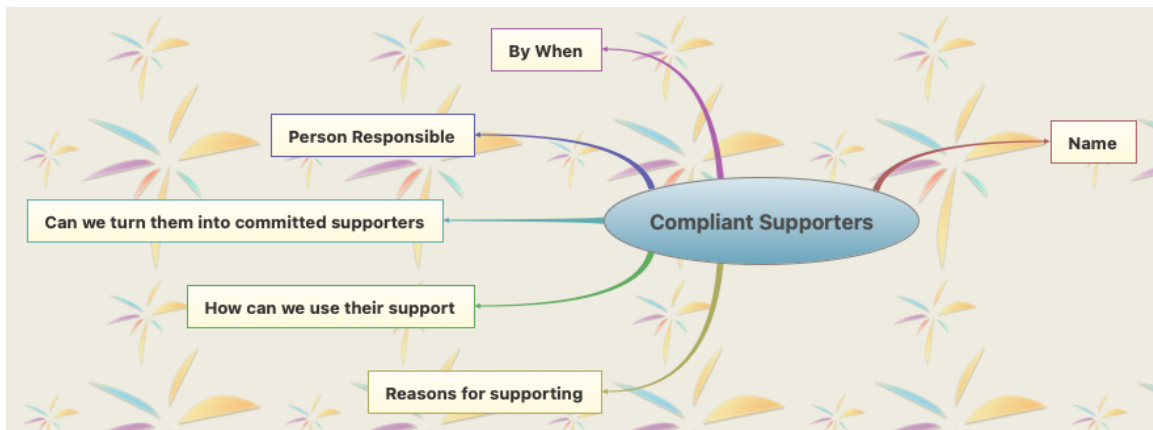 By When
Person Responsible
Name
Can we turn them into committed supporters
Compliant Supporters
How can we use their support
Reasons for supporting